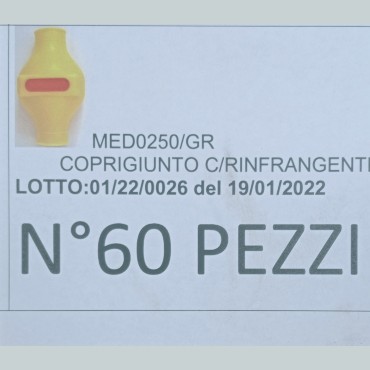 MED0250/GR
COPRIGIUNTO C/RINFRANGENTI
LOTTO:01/22/0026 del 19/01/2022
N°60 PEZZI